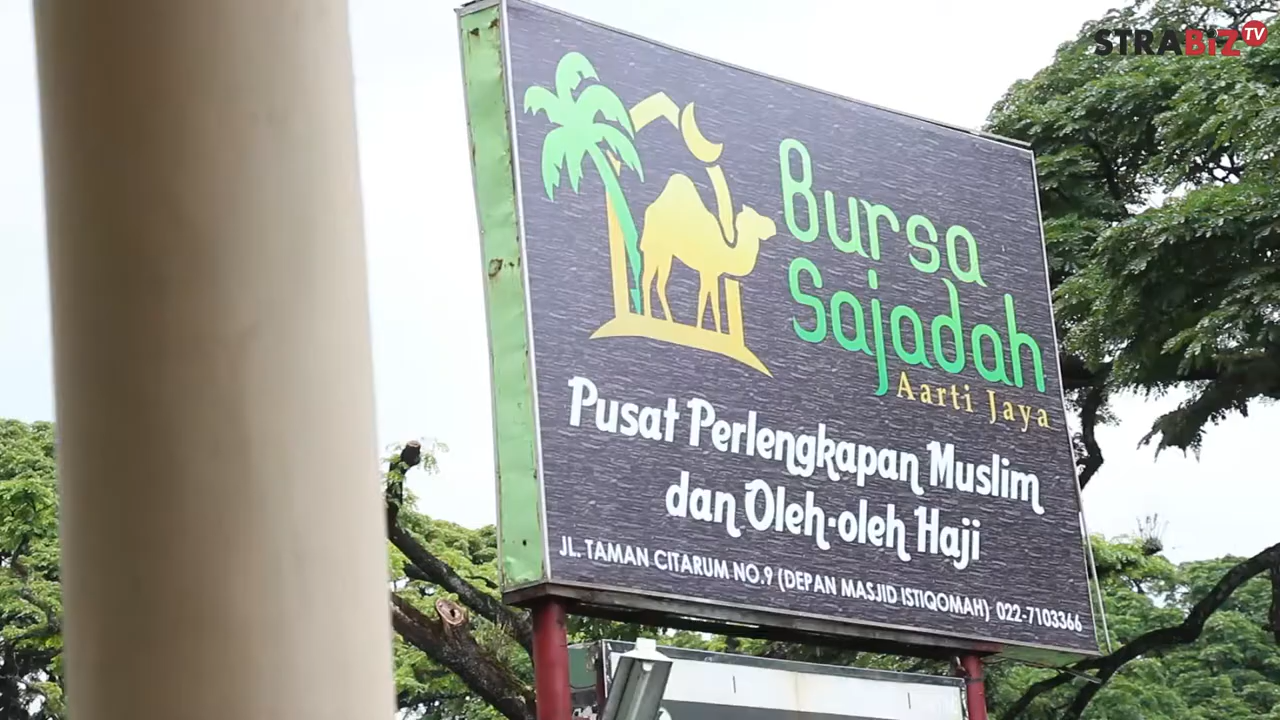 STRABiZ TV
Bursa
Sajadah
Aarti Jaya
Pusat Perlengkapan Muslim
dan Oleh-oleh Haji
JL. TAMAN CITARUM NO.9 (DEPAN MASJID ISTIQOMAH) 022-7103366